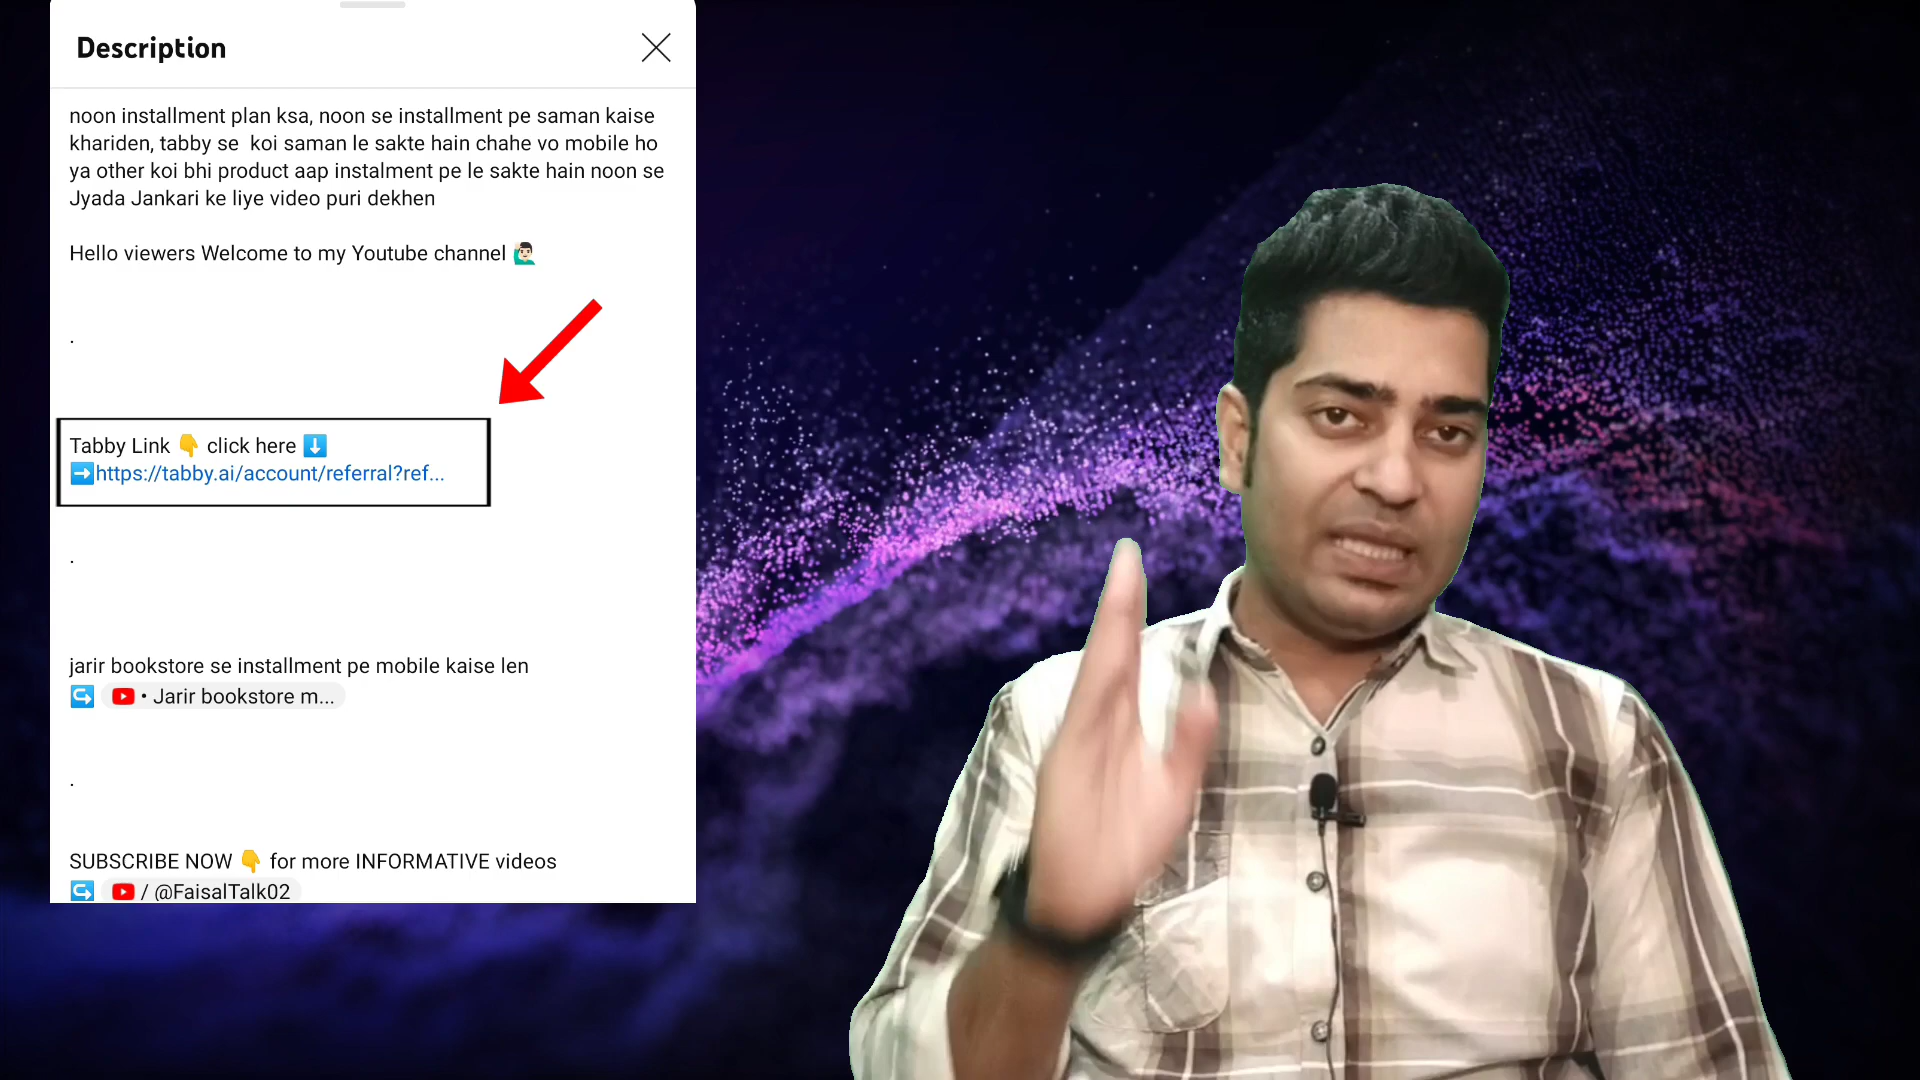 Description
noon installment plan ksa, noon se installment pe saman kaise
khariden, tabby se koi saman le sakte hain chahe vo mobile ho
ya other koi bhi product aap instalment pe le sakte hain noon se
Jyada Jankari ke liye video puri dekhen
Hello viewers Welcome to my Youtube channel 🙋🏻‍♂️
.
Tabby Link 👇 click here ⬇️
➡️https://tabby.ai/account/referral?ref...
.
jarir bookstore se installment pe mobile kaise len
↪️ • Jarir bookstore m...
.
SUBSCRIBE NOW 👇 for more INFORMATIVE videos
↪️ / @FaisalTalk02